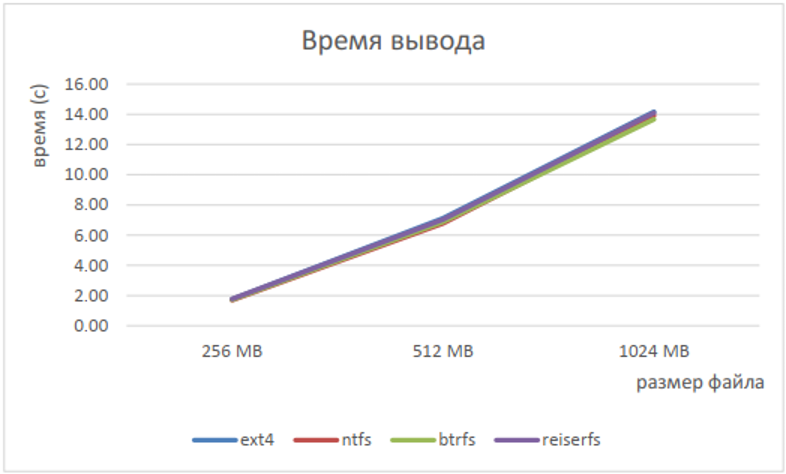 Время вывода
время (с)
16.00
14.00
12.00
10.00
8.00
6.00
4.00
2.00
0.00
256 MB
512 MB
1024 MB
размер файла
ext4
ntfs
btrfs
reiserfs